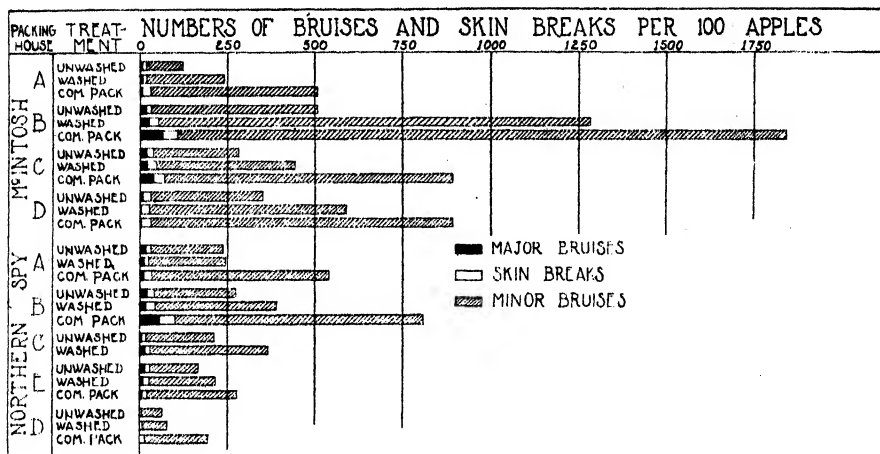 PACKING HOUSE
TREAT-MENT
NUMBERS OF BRUISES AND SKIN BREAKS PER 100 APPLES
0 250 500 750 1000 1250 1500 1750
McINTOSH
A
UNWASHED
WASHED
COM. PACK
B
UNWASHED
WASHED
COM. PACK
C
UNWASHED
WASHED
COM. PACK
D
UNWASHED
WASHED
COM. PACK
NORTHERN SPY
A
UNWASHED
WASHED
COM. PACK
B
UNWASHED
WASHED
COM PACK
C
UNWASHED
WASHED
E
UNWASHED
WASHED
COM. PACK
D
UNWASHED
WASHED
COM. PACK
MAJOR BRUISES
SKIN BREAKS
MINOR BRUISES